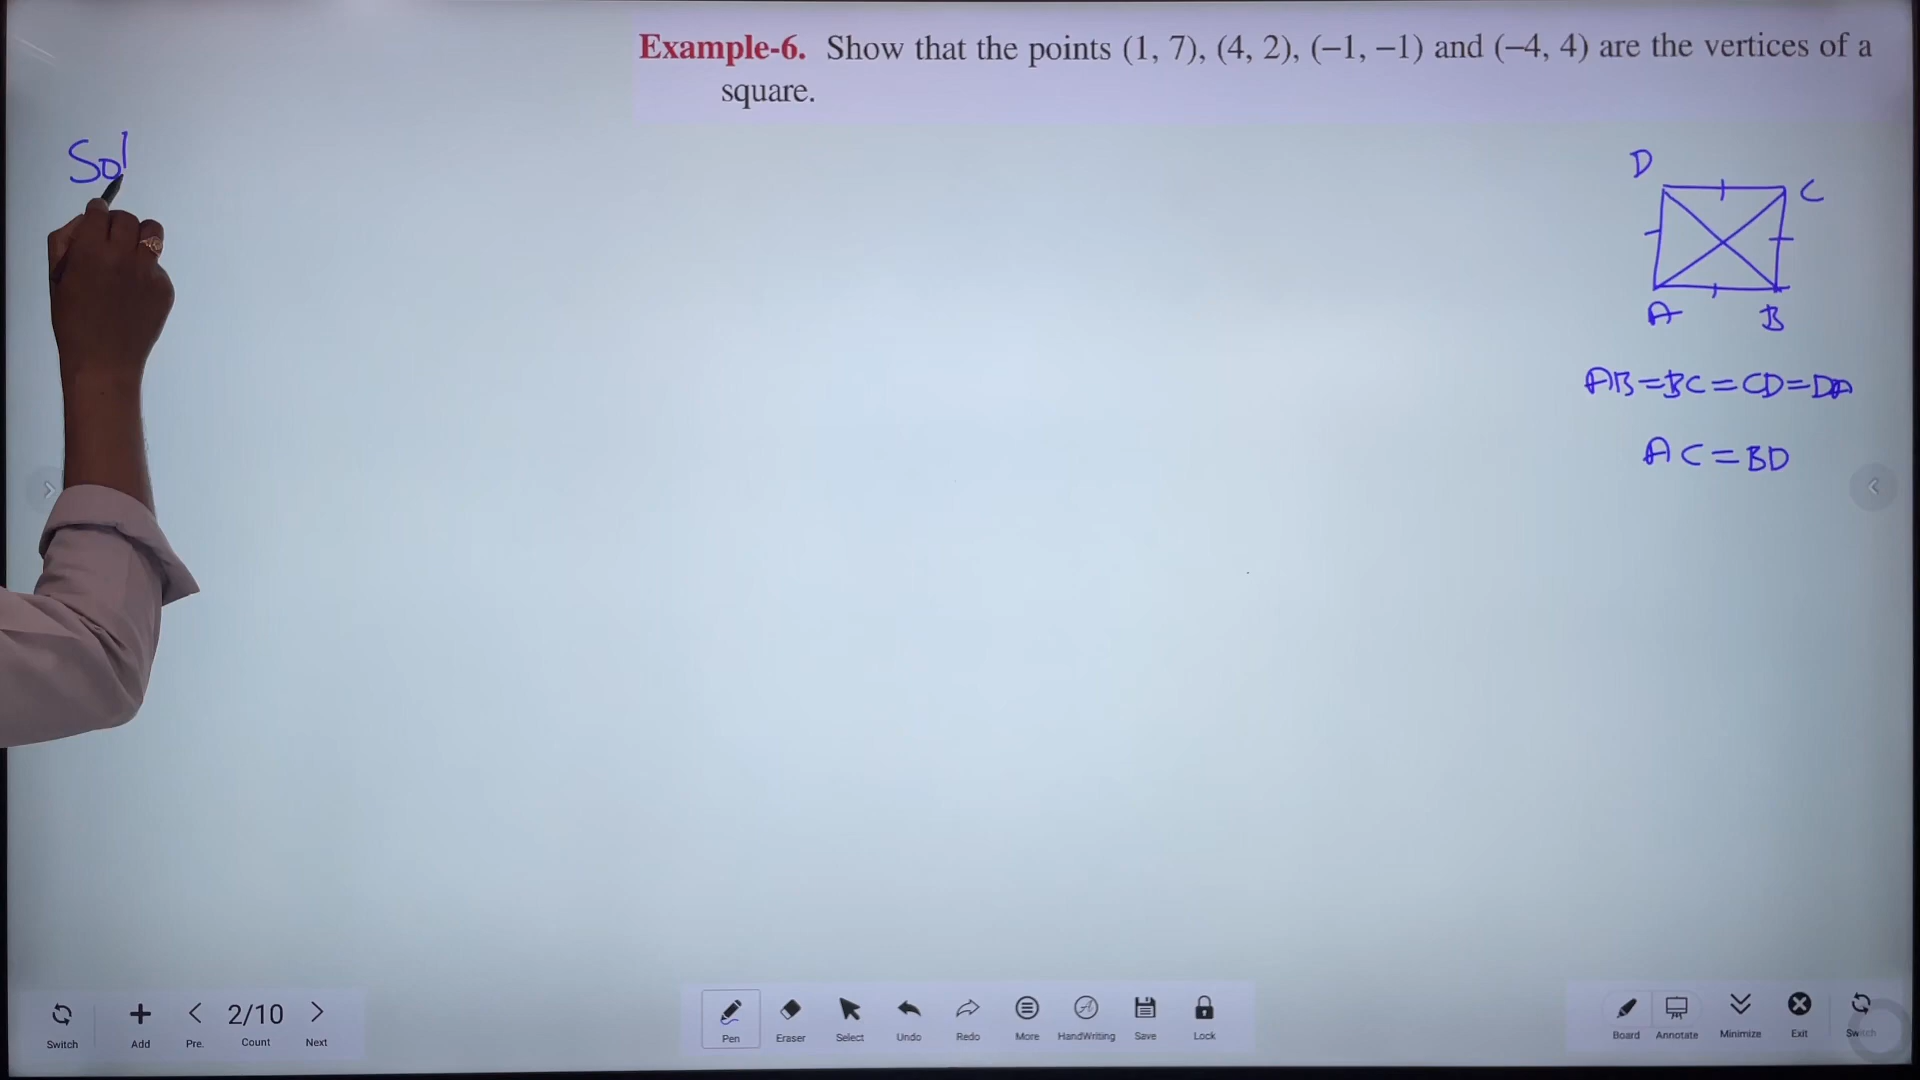 Example-6. Show that the points (1, 7), (4, 2), (−1, −1) and (−4, 4) are the vertices of a
square.
Sol
D
C
A
B
AB=BC=CD=DA
AC=BD
Switch
Add
Pre.
2/10
Count
Next
Pen
Eraser
Select
Undo
Redo
More
HandWriting
Save
Lock
Board
Annotate
Minimize
Exit
Switch